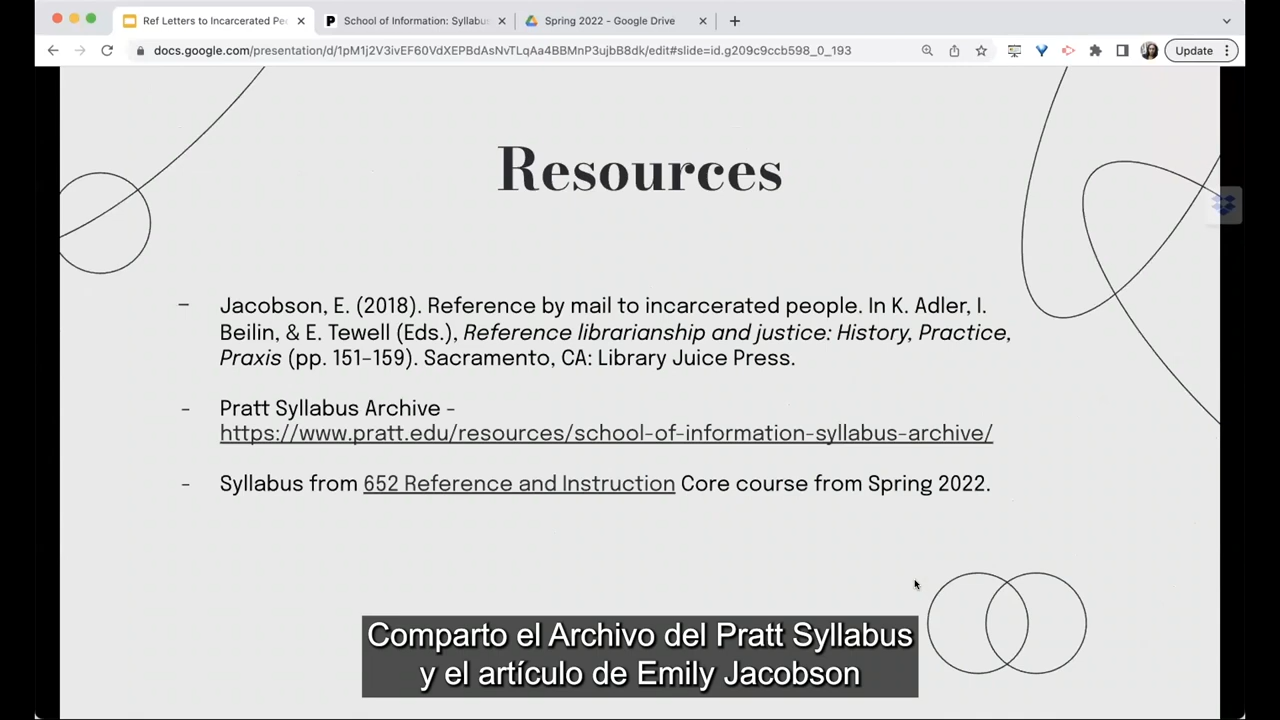 Ref Letters to Incarcerated Pe
School of Information: Syllabus
Spring 2022 - Google Drive
docs.google.com/presentation/d/1pM1j2V3ivEF60VdXEPBdAsNvTLqAa4BBMnP3ujbB8dk/edit#slide=id.g209c9ccb598_0_193
Update
Resources
– Jacobson, E. (2018). Reference by mail to incarcerated people. In K. Adler, I.
Beilin, & E. Tewell (Eds.), Reference librarianship and justice: History, Practice,
Praxis (pp. 151–159). Sacramento, CA: Library Juice Press.
- Pratt Syllabus Archive -
https://www.pratt.edu/resources/school-of-information-syllabus-archive/
- Syllabus from 652 Reference and Instruction Core course from Spring 2022.
Comparto el Archivo del Pratt Syllabus
y el artículo de Emily Jacobson